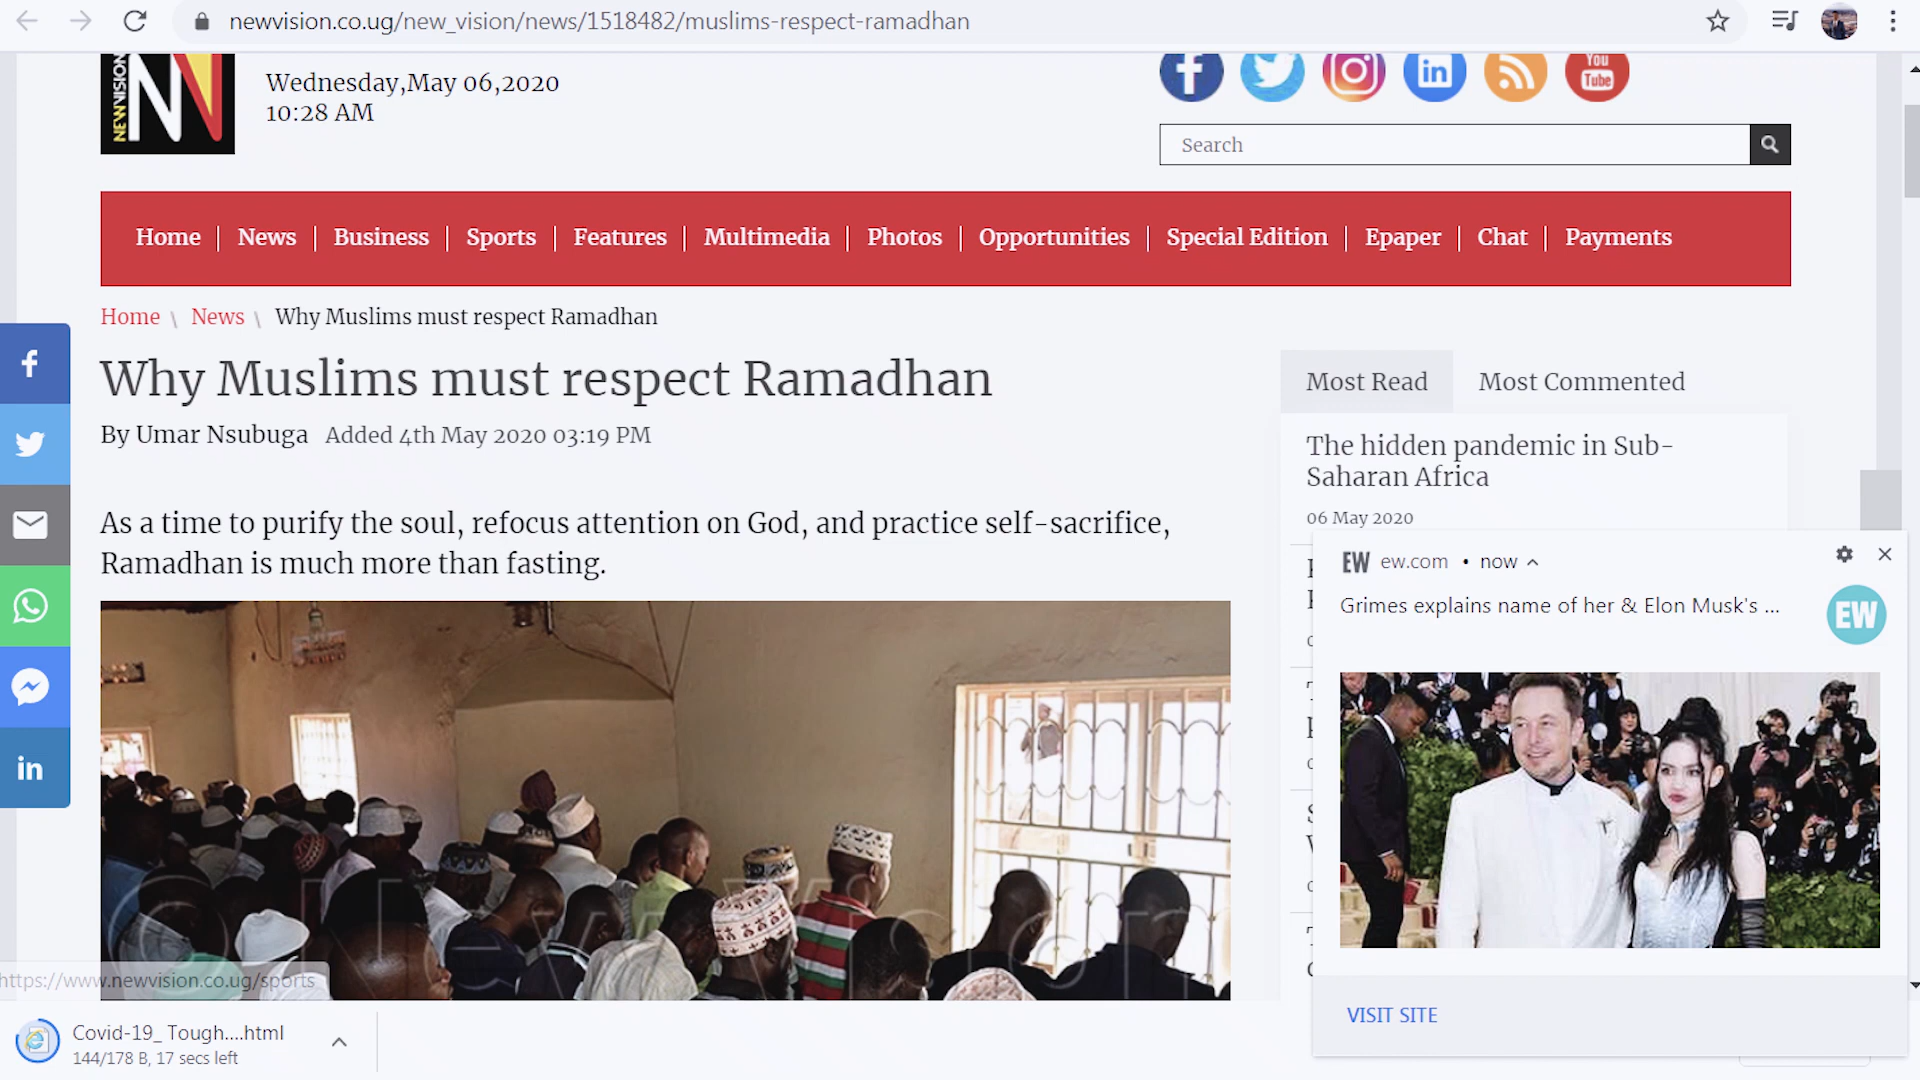 newvision.co.ug/new_vision/news/1518482/muslims-respect-ramadhan
NEW VISION
Wednesday,May 06,2020
10:28 AM
You
Tube
Search
Home
News
Business
Sports
Features
Multimedia
Photos
Opportunities
Special Edition
Epaper
Chat
Payments
Home \ News \ Why Muslims must respect Ramadhan
Why Muslims must respect Ramadhan
By Umar Nsubuga Added 4th May 2020 03:19 PM
As a time to purify the soul, refocus attention on God, and practice self-sacrifice,
Ramadhan is much more than fasting.
© New Vision
Most Read
Most Commented
The hidden pandemic in Sub-
Saharan Africa
06 May 2020
EW ew.com • now
Grimes explains name of her & Elon Musk's ...
EW
VISIT SITE
https://www.newvision.co.ug/sports
Covid-19_ Tough....html
144/178 B, 17 secs left